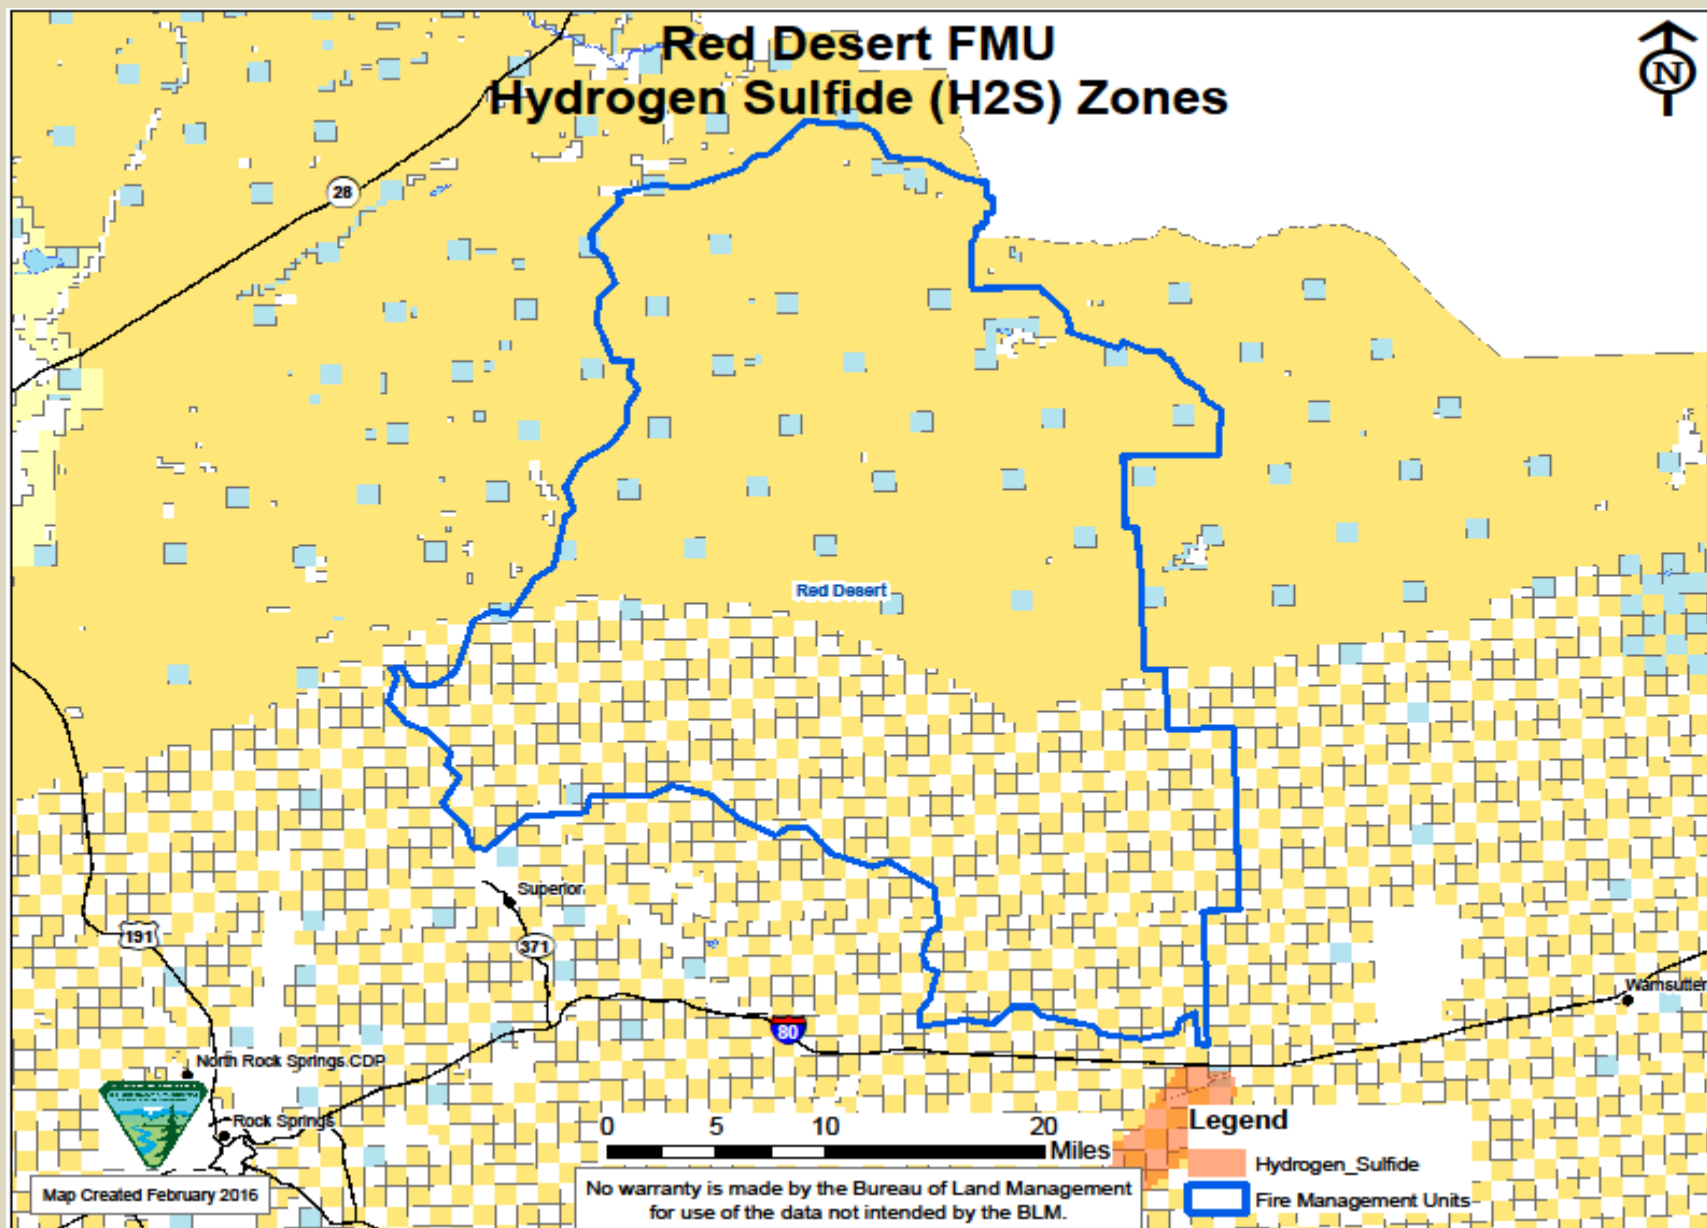 Red Desert FMU
Hydrogen Sulfide (H2S) Zones
N
28
Red Desert
Superior
191
371
80
Wamsutter
North Rock Springs CDP
Rock Springs
0 5 10 20
Miles
Legend
Hydrogen_Sulfide
Fire Management Units
Map Created February 2016
No warranty is made by the Bureau of Land Management
for use of the data not intended by the BLM.